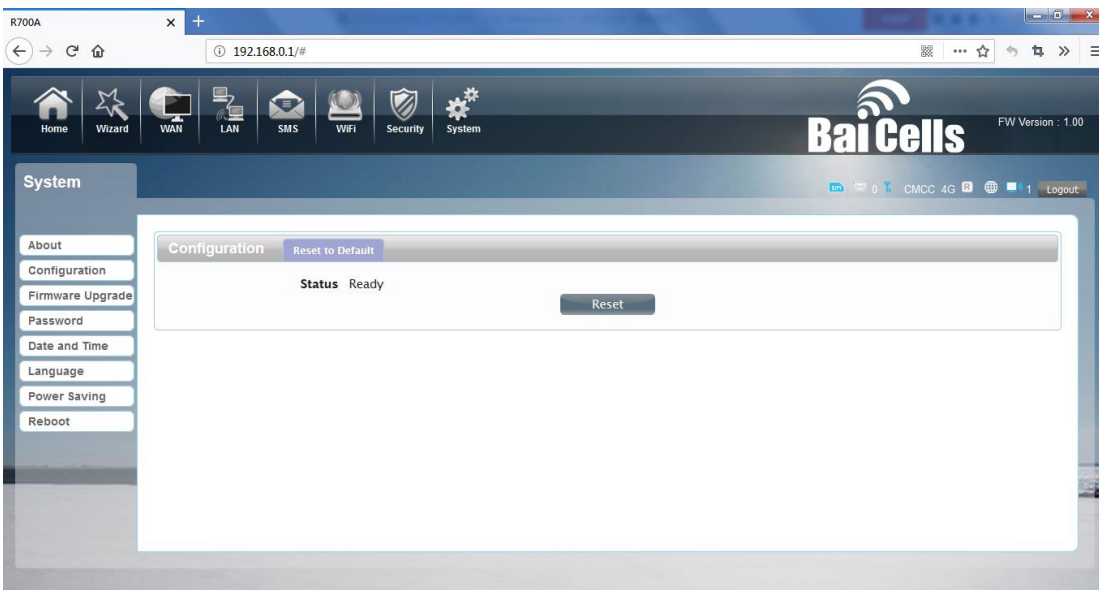 R700A
192.168.0.1/#
Home Wizard WAN LAN SMS WiFi Security System
BaiCells
FW Version : 1.00
System
sim 0 CMCC 4G R 1 Logout
About
Configuration
Firmware Upgrade
Password
Date and Time
Language
Power Saving
Reboot
Configuration Reset to Default
Status Ready
Reset